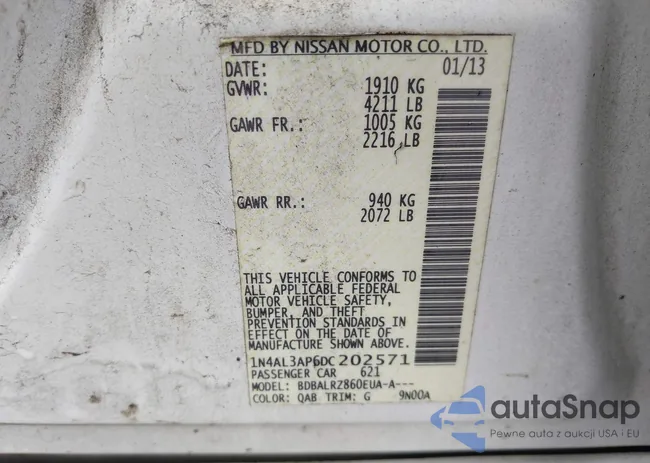 MFD BY NISSAN MOTOR CO., LTD.
DATE: 01/13
GVWR: 1910 KG
4211 LB
GAWR FR.: 1005 KG
2216 LB
GAWR RR.: 940 KG
2072 LB
THIS VEHICLE CONFORMS TO
ALL APPLICABLE FEDERAL
MOTOR VEHICLE SAFETY,
BUMPER, AND THEFT
PREVENTION STANDARDS IN
EFFECT ON THE DATE OF
MANUFACTURE SHOWN ABOVE.
1N4AL3AP6DC202571
PASSENGER CAR 621
MODEL: BDBALRZ860EUA-A---
COLOR: QAB TRIM: G 9N00A
autaSnap
Pewne auta z aukcji USA i EU